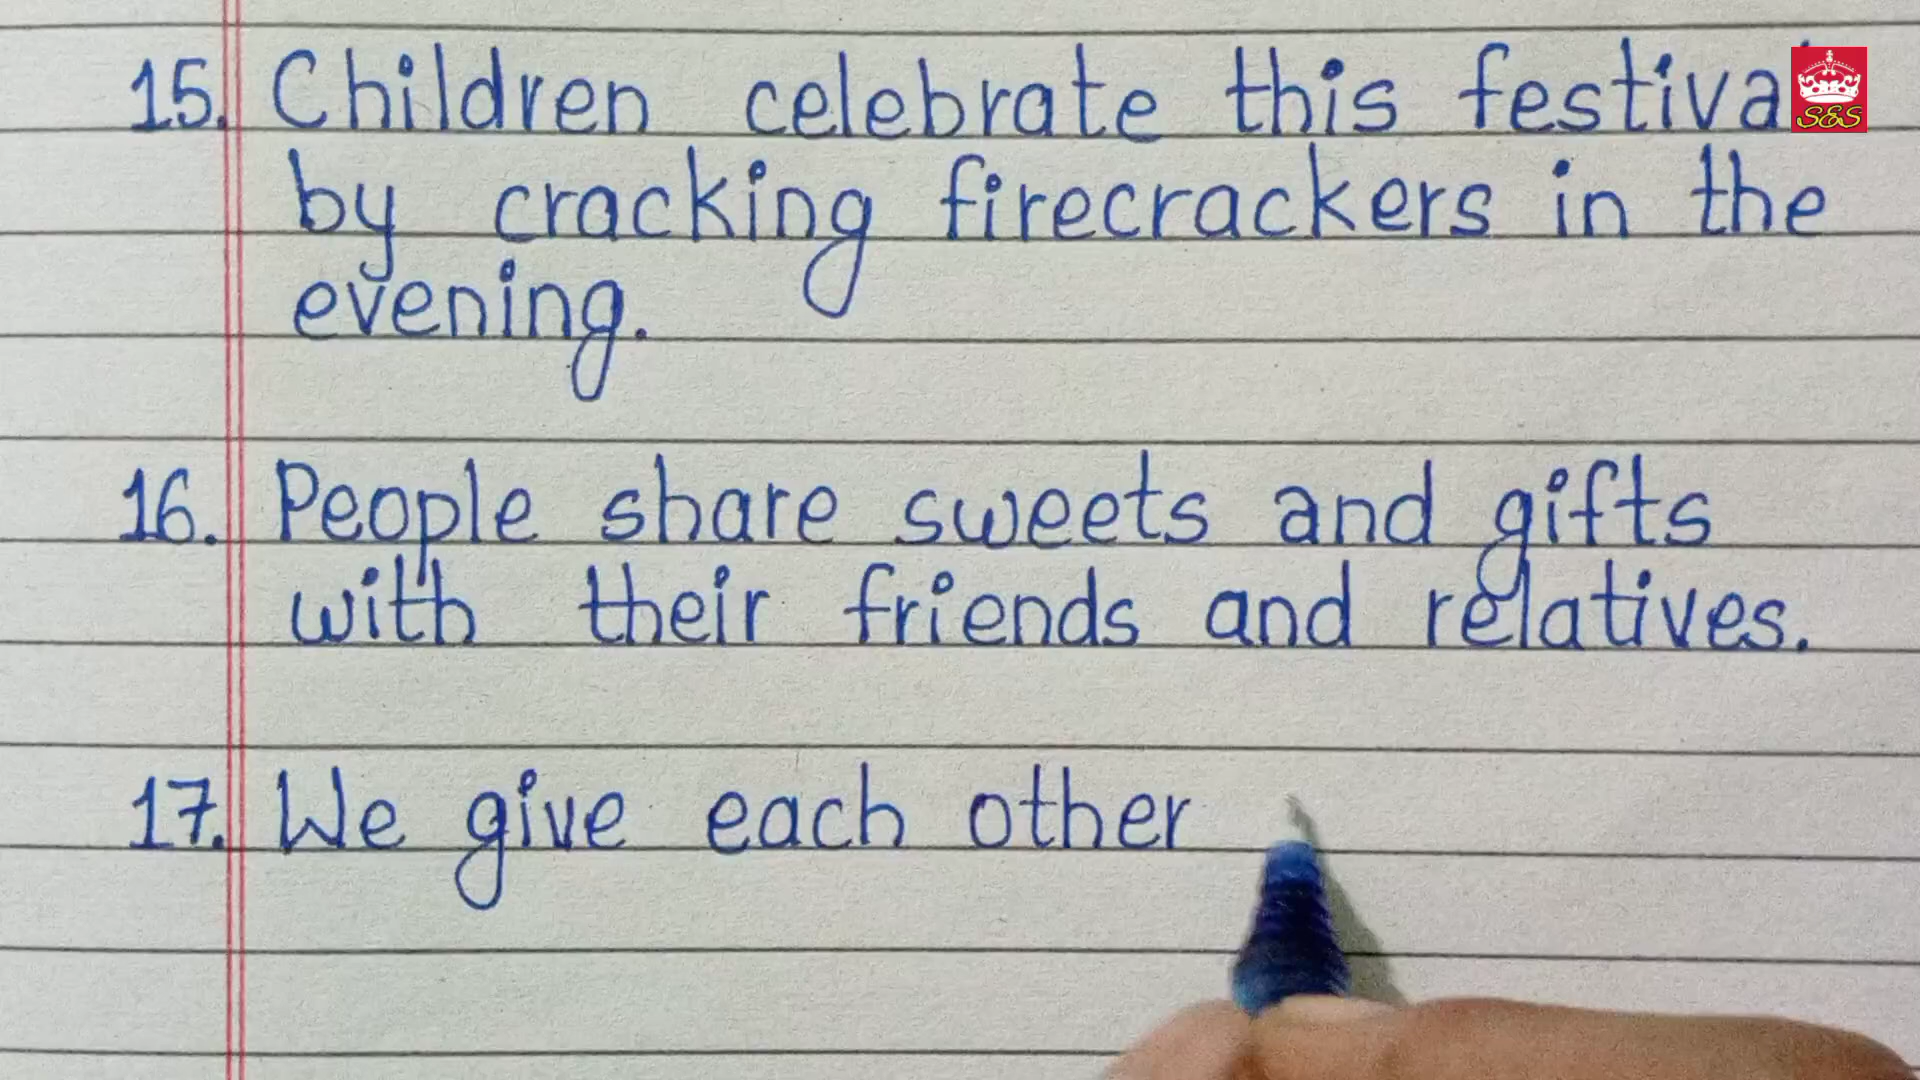 15. Children celebrate this festival
by cracking firecrackers in the
evening.
16. People share sweets and gifts
with their friends and relatives.
17. We give each other
S&S